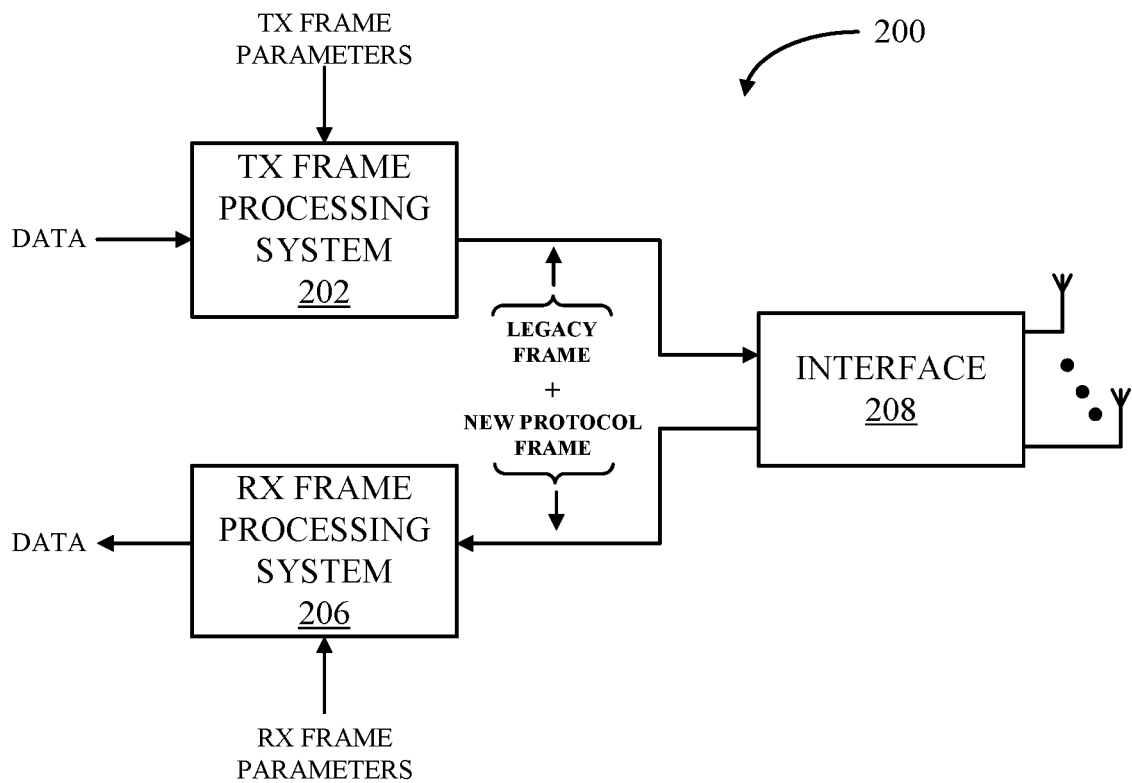 TX FRAME
PARAMETERS
200
TX FRAME
PROCESSING
SYSTEM
202
DATA
LEGACY
FRAME
+
NEW PROTOCOL
FRAME
INTERFACE
208
RX FRAME
PROCESSING
SYSTEM
206
DATA
RX FRAME
PARAMETERS